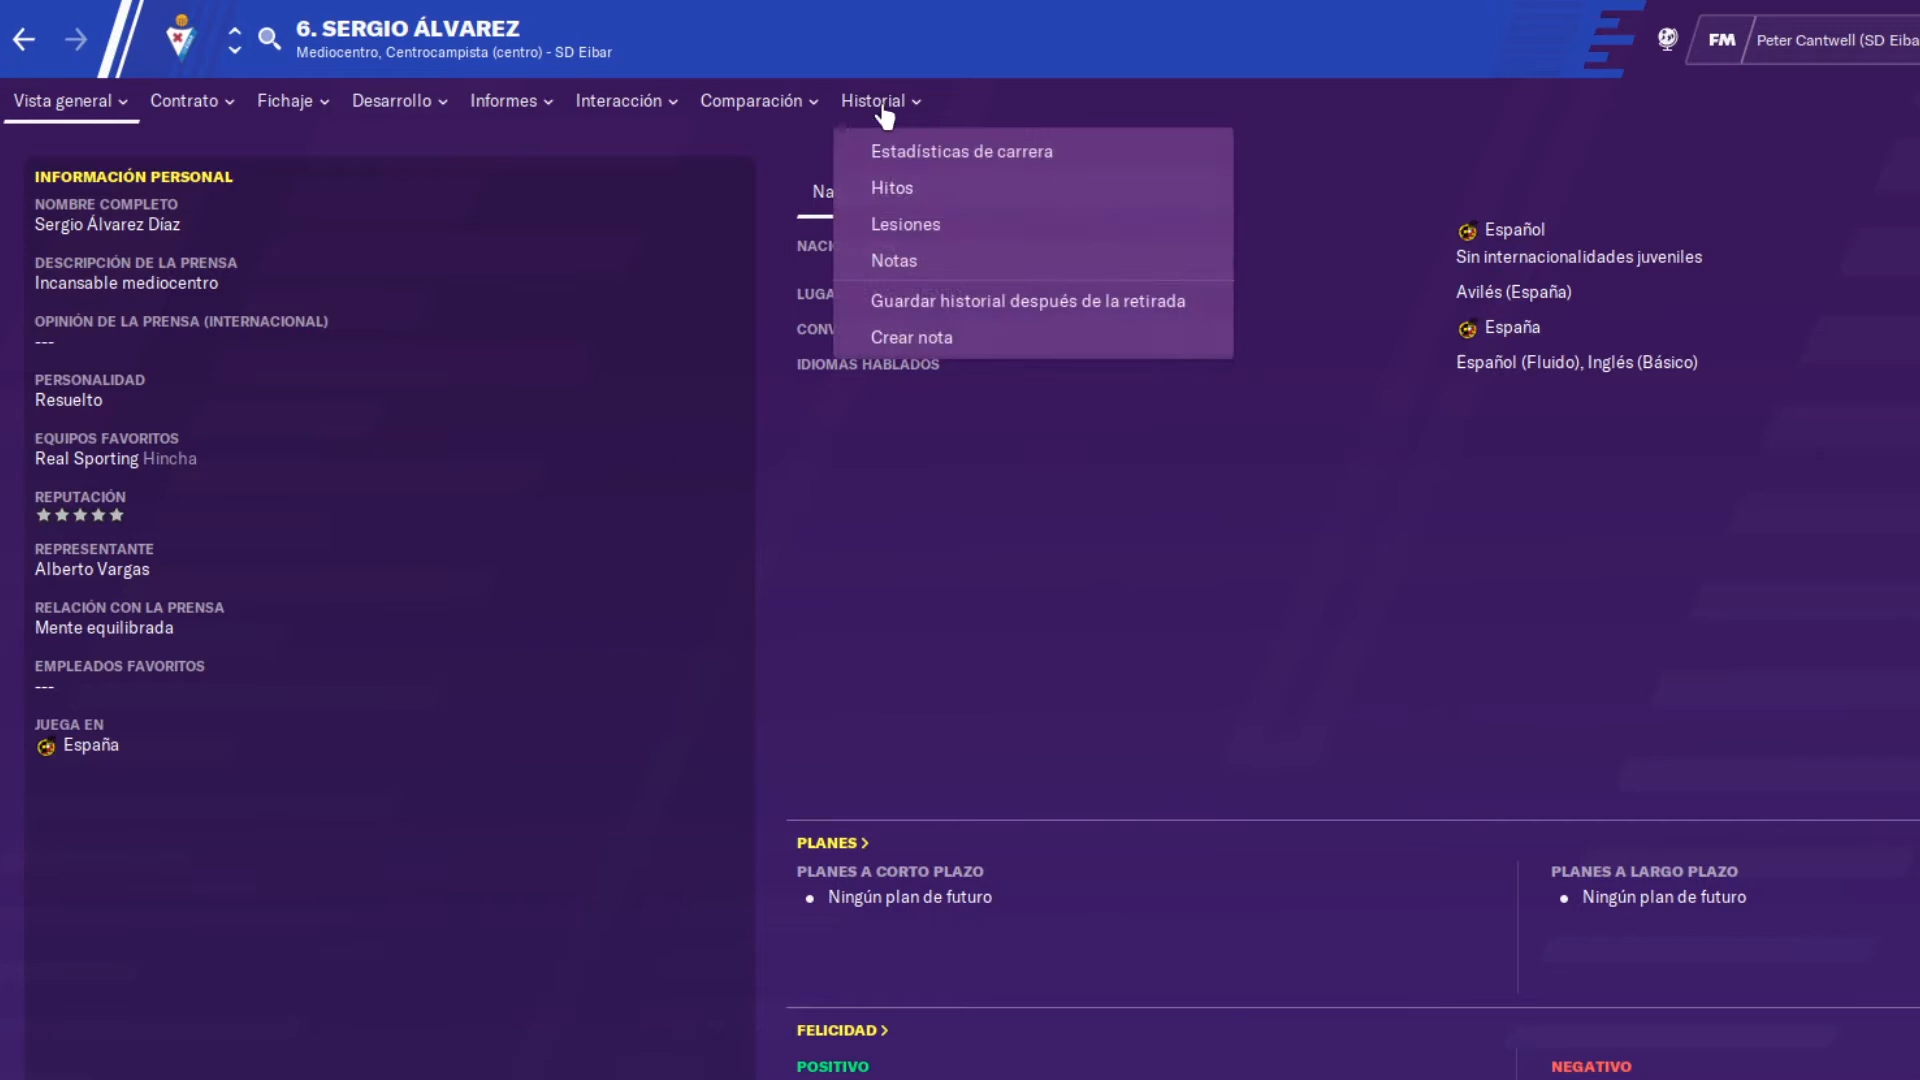 6. SERGIO ÁLVAREZ
Mediocentro, Centrocampista (centro) - SD Eibar
FM
Peter Cantwell (SD Eiba
Vista general
Contrato
Fichaje
Desarrollo
Informes
Interacción
Comparación
Historial
Estadísticas de carrera
Hitos
Lesiones
Notas
Guardar historial después de la retirada
Crear nota
INFORMACIÓN PERSONAL
NOMBRE COMPLETO
Sergio Álvarez Díaz
DESCRIPCIÓN DE LA PRENSA
Incansable mediocentro
OPINIÓN DE LA PRENSA (INTERNACIONAL)
---
PERSONALIDAD
Resuelto
EQUIPOS FAVORITOS
Real Sporting Hincha
REPUTACIÓN
REPRESENTANTE
Alberto Vargas
RELACIÓN CON LA PRENSA
Mente equilibrada
EMPLEADOS FAVORITOS
---
JUEGA EN
España
Na
NACI
Español
Sin internacionalidades juveniles
LUGA
Avilés (España)
CONV
España
IDIOMAS HABLADOS
Español (Fluido), Inglés (Básico)
PLANES >
PLANES A CORTO PLAZO
• Ningún plan de futuro
PLANES A LARGO PLAZO
• Ningún plan de futuro
FELICIDAD >
POSITIVO
NEGATIVO